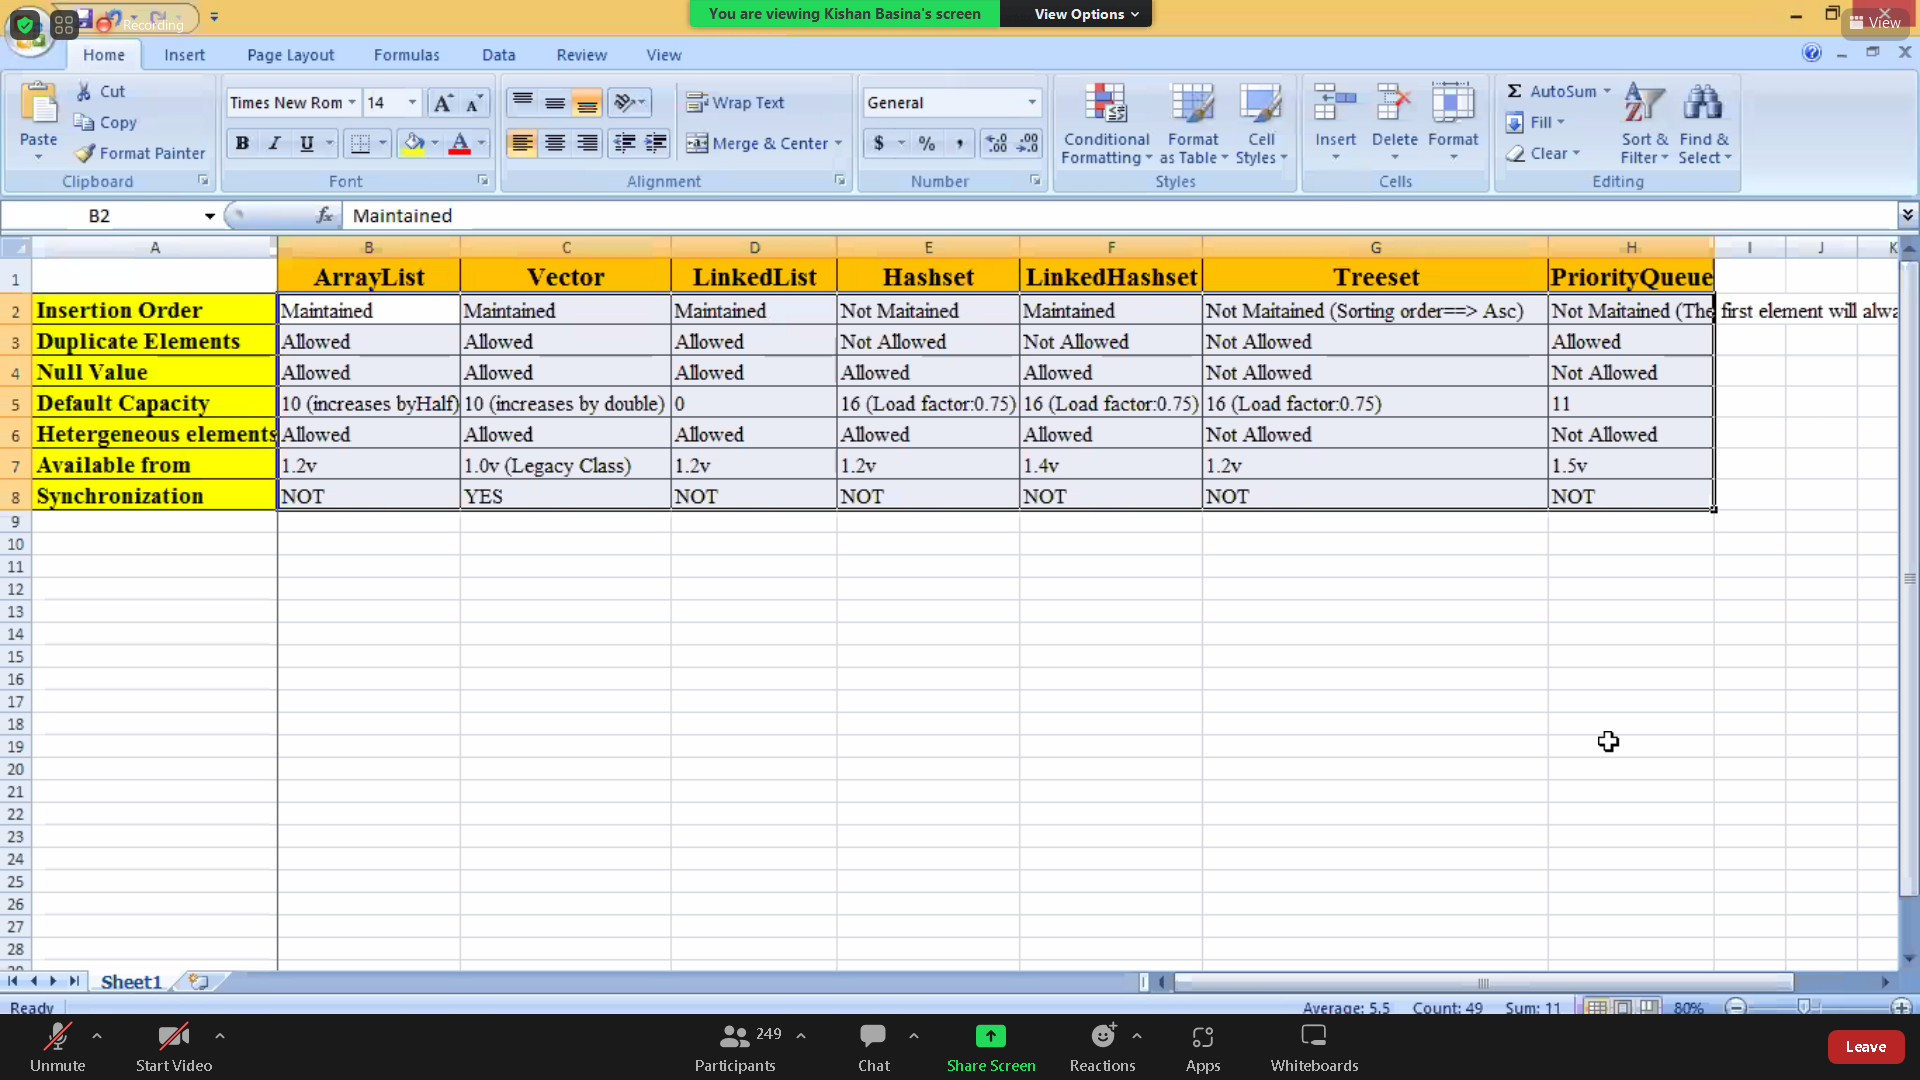 Recording
You are viewing Kishan Basina's screen
View Options
View
Home Insert Page Layout Formulas Data Review View
Paste
Cut
Copy
Format Painter
Clipboard
Times New Rom 14
B I U A
Font
Wrap Text
Merge & Center
Alignment
General
$ % , .00 .00
Number
Conditional Formatting
Format as Table
Cell Styles
Styles
Insert Delete Format
Cells
Σ AutoSum
Fill
Clear
Sort & Filter
Find & Select
Editing
B2 fx Maintained
A B C D E F G H I J K
1 ArrayList Vector LinkedList Hashset LinkedHashset Treeset PriorityQueue
2 Insertion Order Maintained Maintained Maintained Not Maitained Maintained Not Maitained (Sorting order==> Asc) Not Maitained (The first element will alwa
3 Duplicate Elements Allowed Allowed Allowed Not Allowed Not Allowed Not Allowed Allowed
4 Null Value Allowed Allowed Allowed Allowed Allowed Not Allowed Not Allowed
5 Default Capacity 10 (increases byHalf) 10 (increases by double) 0 16 (Load factor:0.75) 16 (Load factor:0.75) 16 (Load factor:0.75) 11
6 Hetergeneous elements Allowed Allowed Allowed Allowed Allowed Not Allowed Not Allowed
7 Available from 1.2v 1.0v (Legacy Class) 1.2v 1.2v 1.4v 1.2v 1.5v
8 Synchronization NOT YES NOT NOT NOT NOT NOT
9
10
11
12
13
14
15
16
17
18
19
20
21
22
23
24
25
26
27
28
Sheet1
Ready Average: 5.5 Count: 49 Sum: 11 80%
Unmute Start Video Participants 249 Chat Share Screen Reactions Apps Whiteboards Leave